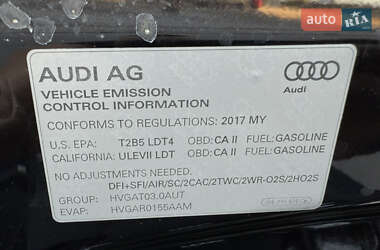 auto.RIA.com
AUDI AG
Audi
VEHICLE EMISSION
CONTROL INFORMATION
CONFORMS TO REGULATIONS: 2017 MY
U.S. EPA: T2B5 LDT4 OBD: CA II FUEL: GASOLINE
CALIFORNIA: ULEVII LDT OBD: CA II FUEL: GASOLINE
NO ADJUSTMENTS NEEDED.
DFI+SFI/AIR/SC/2CAC/2TWC/2WR-O2S/2HO2S
GROUP: HVGAT03.0AUT
EVAP: HVGAR0155AAM